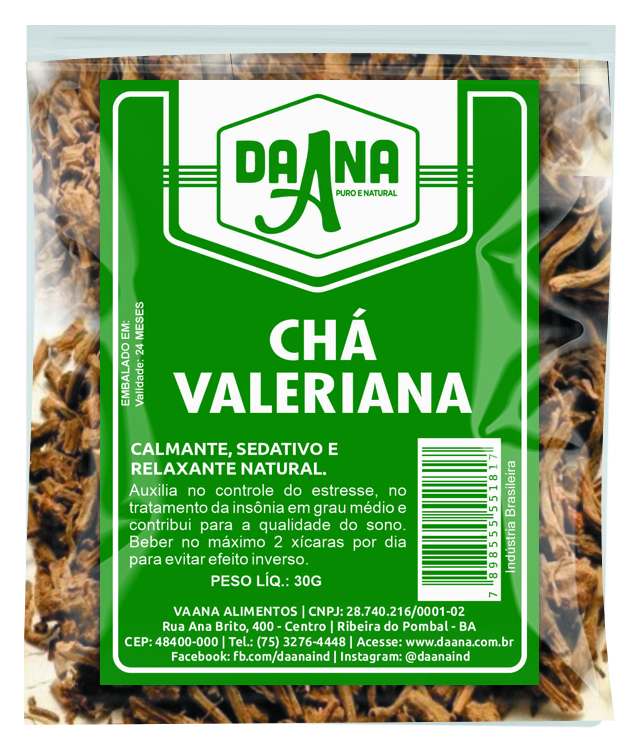 DAANA
PURO E NATURAL
EMBALADO EM:
Validade: 24 MESES
CHÁ
VALERIANA
CALMANTE, SEDATIVO E
RELAXANTE NATURAL.
Auxilia no controle do estresse, no
tratamento da insônia em grau médio e
contribui para a qualidade do sono.
Beber no máximo 2 xícaras por dia
para evitar efeito inverso.
PESO LÍQ.: 30G
7 898555 551817
Indústria Brasileira
VAANA ALIMENTOS | CNPJ: 28.740.216/0001-02
Rua Ana Brito, 400 - Centro | Ribeira do Pombal - BA
CEP: 48400-000 | Tel.: (75) 3276-4448 | Acesse: www.daana.com.br
Facebook: fb.com/daanaind | Instagram: @daanaind